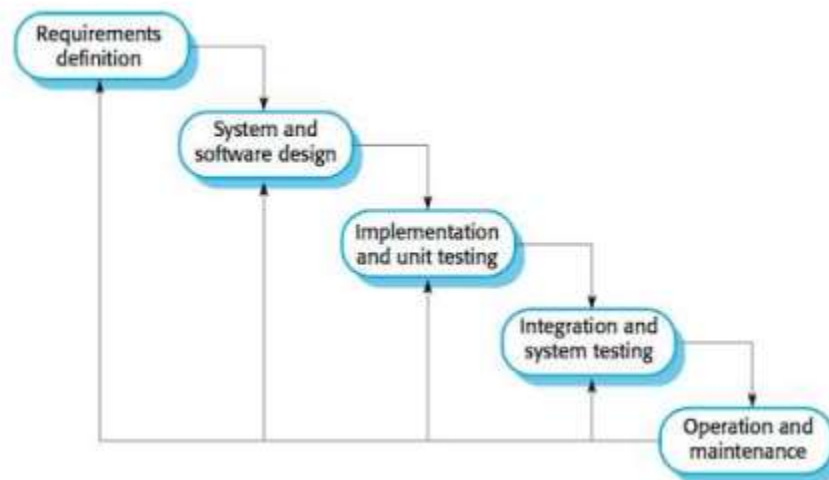 Requirements
definition
System and
software design
Implementation
and unit testing
Integration and
system testing
Operation and
maintenance